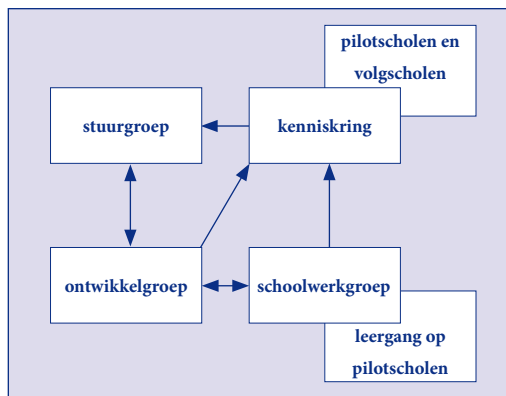 pilotscholen en
volgscholen
stuurgroep
kenniskring
ontwikkelgroep
schoolwerkgroep
leergang op
pilotscholen